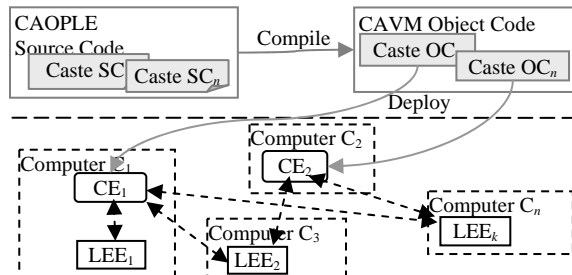 CAOPLE
Source Code
Caste SC
Caste SCn
Compile
CAVM Object Code
Caste OC
Caste OCn
Deploy
Computer C1
CE1
LEE1
Computer C2
CE2
Computer C3
LEE2
Computer Cn
LEEk